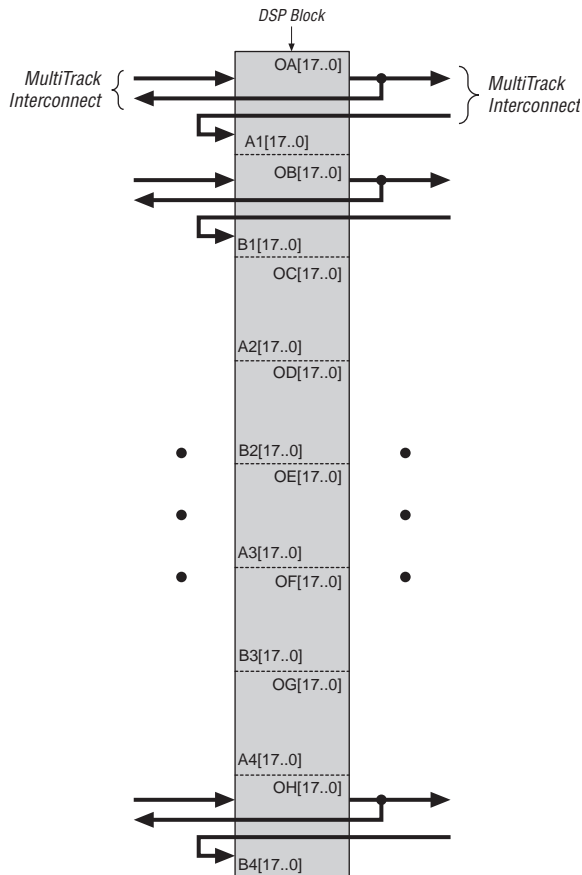 DSP Block
MultiTrack
Interconnect
OA[17..0]
MultiTrack
Interconnect
A1[17..0]
OB[17..0]
B1[17..0]
OC[17..0]
A2[17..0]
OD[17..0]
B2[17..0]
OE[17..0]
A3[17..0]
OF[17..0]
B3[17..0]
OG[17..0]
A4[17..0]
OH[17..0]
B4[17..0]